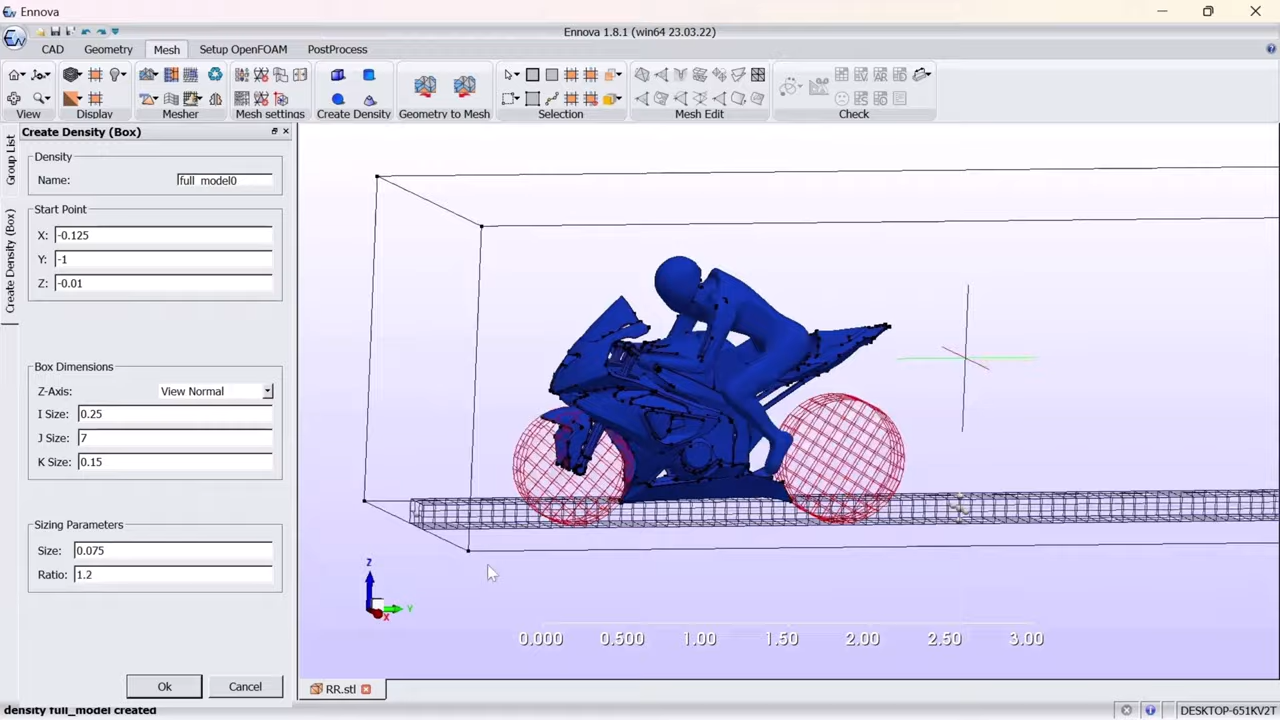 Ennova
Ennova 1.8.1 (win64 23.03.22)
CAD Geometry Mesh Setup OpenFOAM PostProcess
View Display Mesher Mesh settings Create Density Geometry to Mesh Selection Mesh Edit Check
Create Density (Box)
Group List
Create Density (Box)
Density
Name: full_model0
Start Point
X: -0.125
Y: -1
Z: -0.01
Box Dimensions
Z-Axis: View Normal
I Size: 0.25
J Size: 7
K Size: 0.15
Sizing Parameters
Size: 0.075
Ratio: 1.2
Ok Cancel
Z
Y
X
0.000 0.500 1.00 1.50 2.00 2.50 3.00
RR.stl
density full_model created
DESKTOP-651KV2T